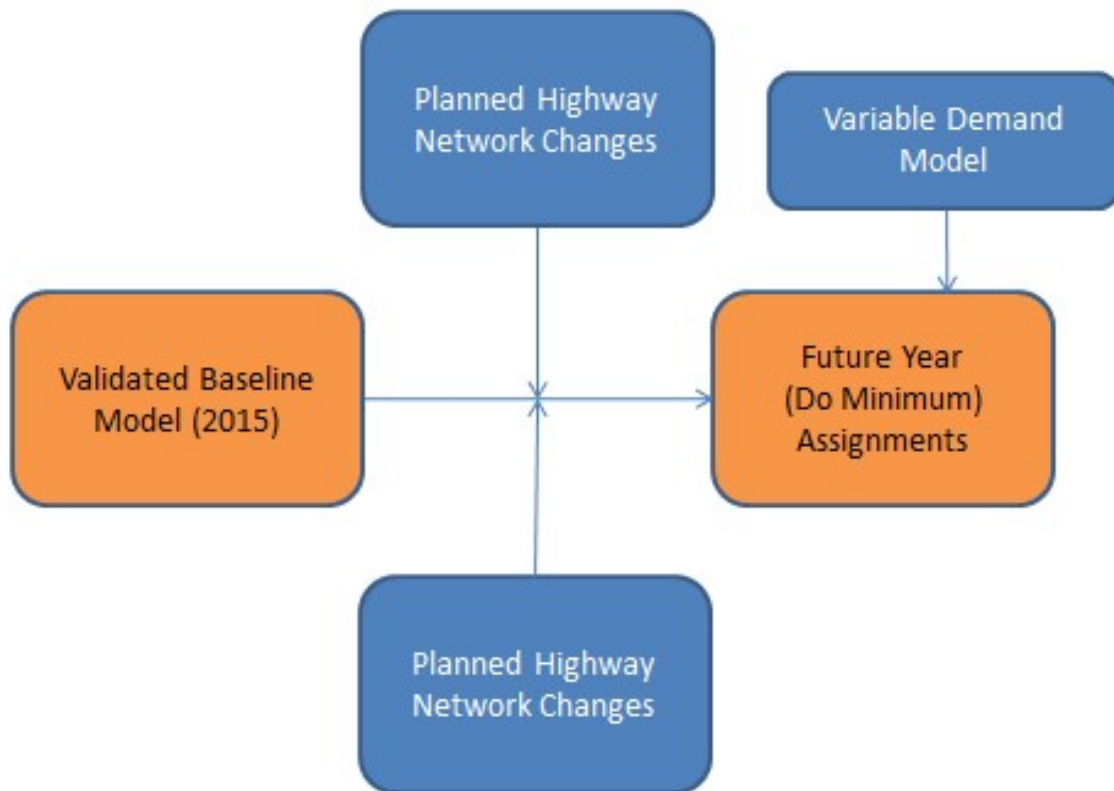 Planned Highway
Network Changes
Variable Demand
Model
Validated Baseline
Model (2015)
Future Year
(Do Minimum)
Assignments
Planned Highway
Network Changes